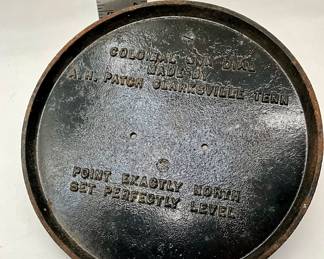 COLONIAL SUN DIAL
MADE BY
A.H. PATCH CLARKSVILLE TENN
POINT EXACTLY NORTH
SET PERFECTLY LEVEL